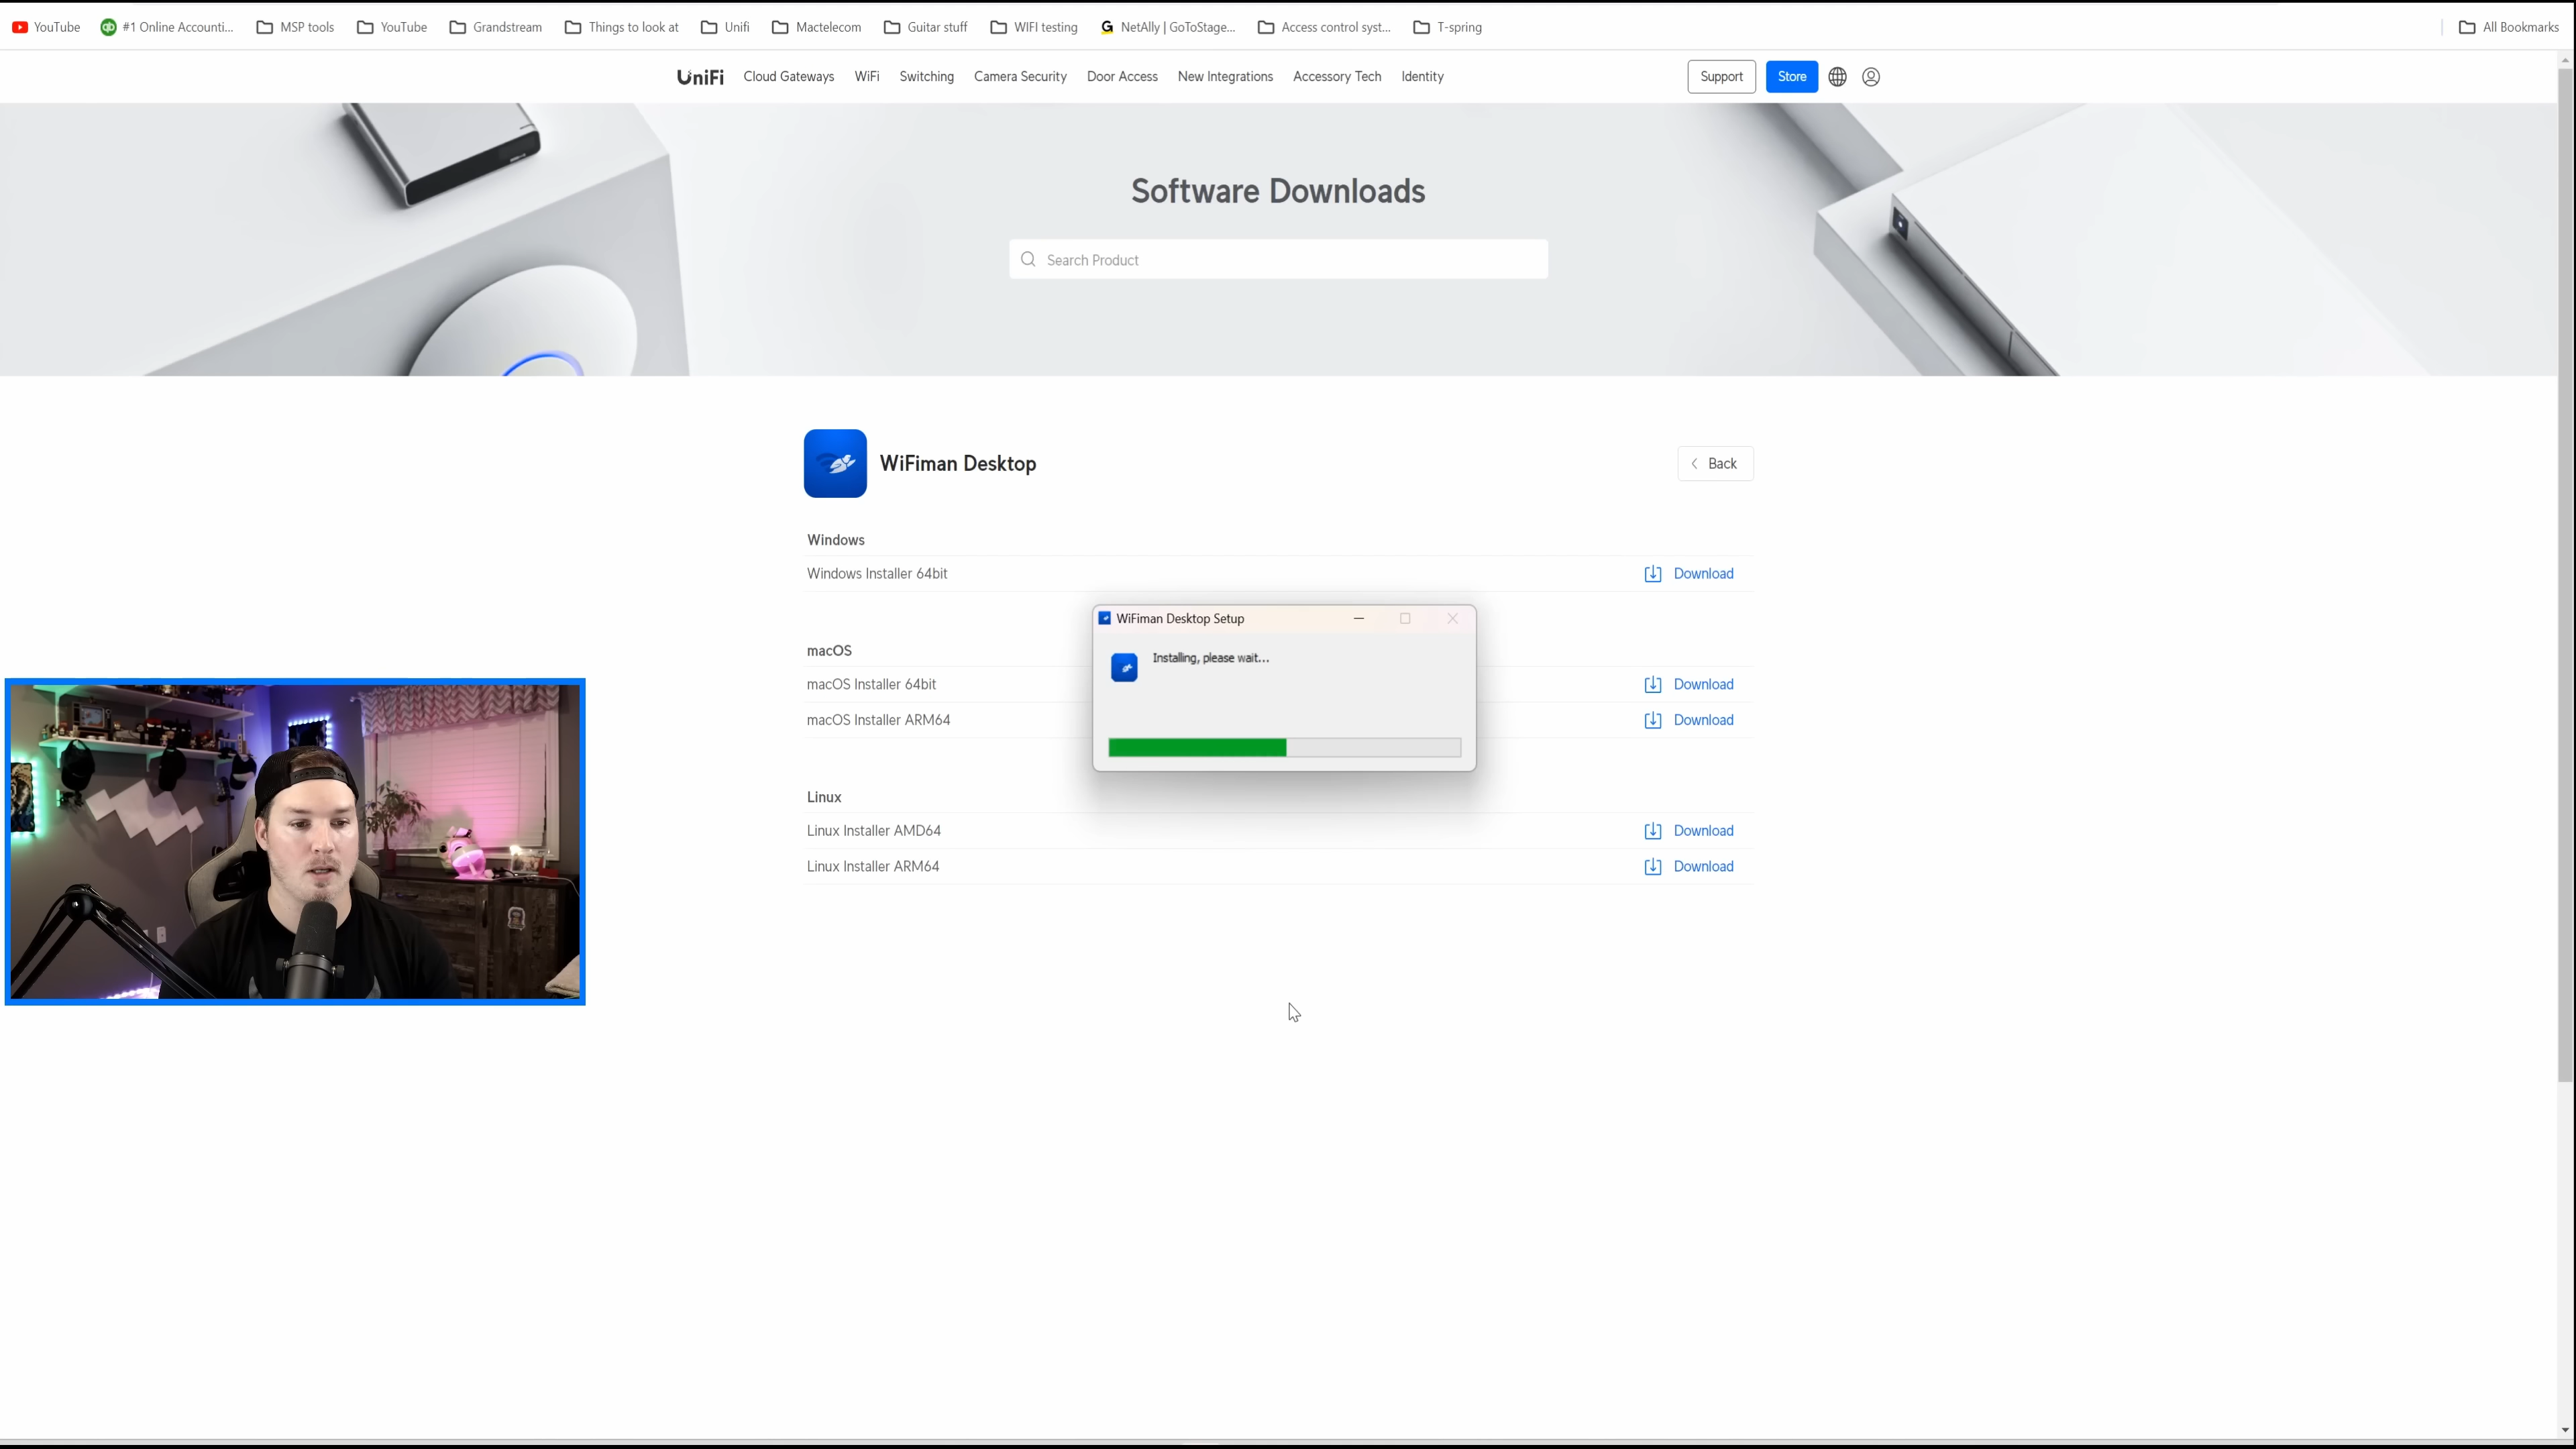 YouTube #1 Online Accounti... MSP tools YouTube Grandstream Things to look at Unifi Mactelecom Guitar stuff WIFI testing NetAlly | GoToStage... Access control syst... T-spring All Bookmarks
UniFi Cloud Gateways WiFi Switching Camera Security Door Access New Integrations Accessory Tech Identity Support Store
Software Downloads
Search Product
WiFiman Desktop
Back
Windows
Windows Installer 64bit Download
WiFiman Desktop Setup
Installing, please wait...
macOS
macOS Installer 64bit Download
macOS Installer ARM64 Download
Linux
Linux Installer AMD64 Download
Linux Installer ARM64 Download